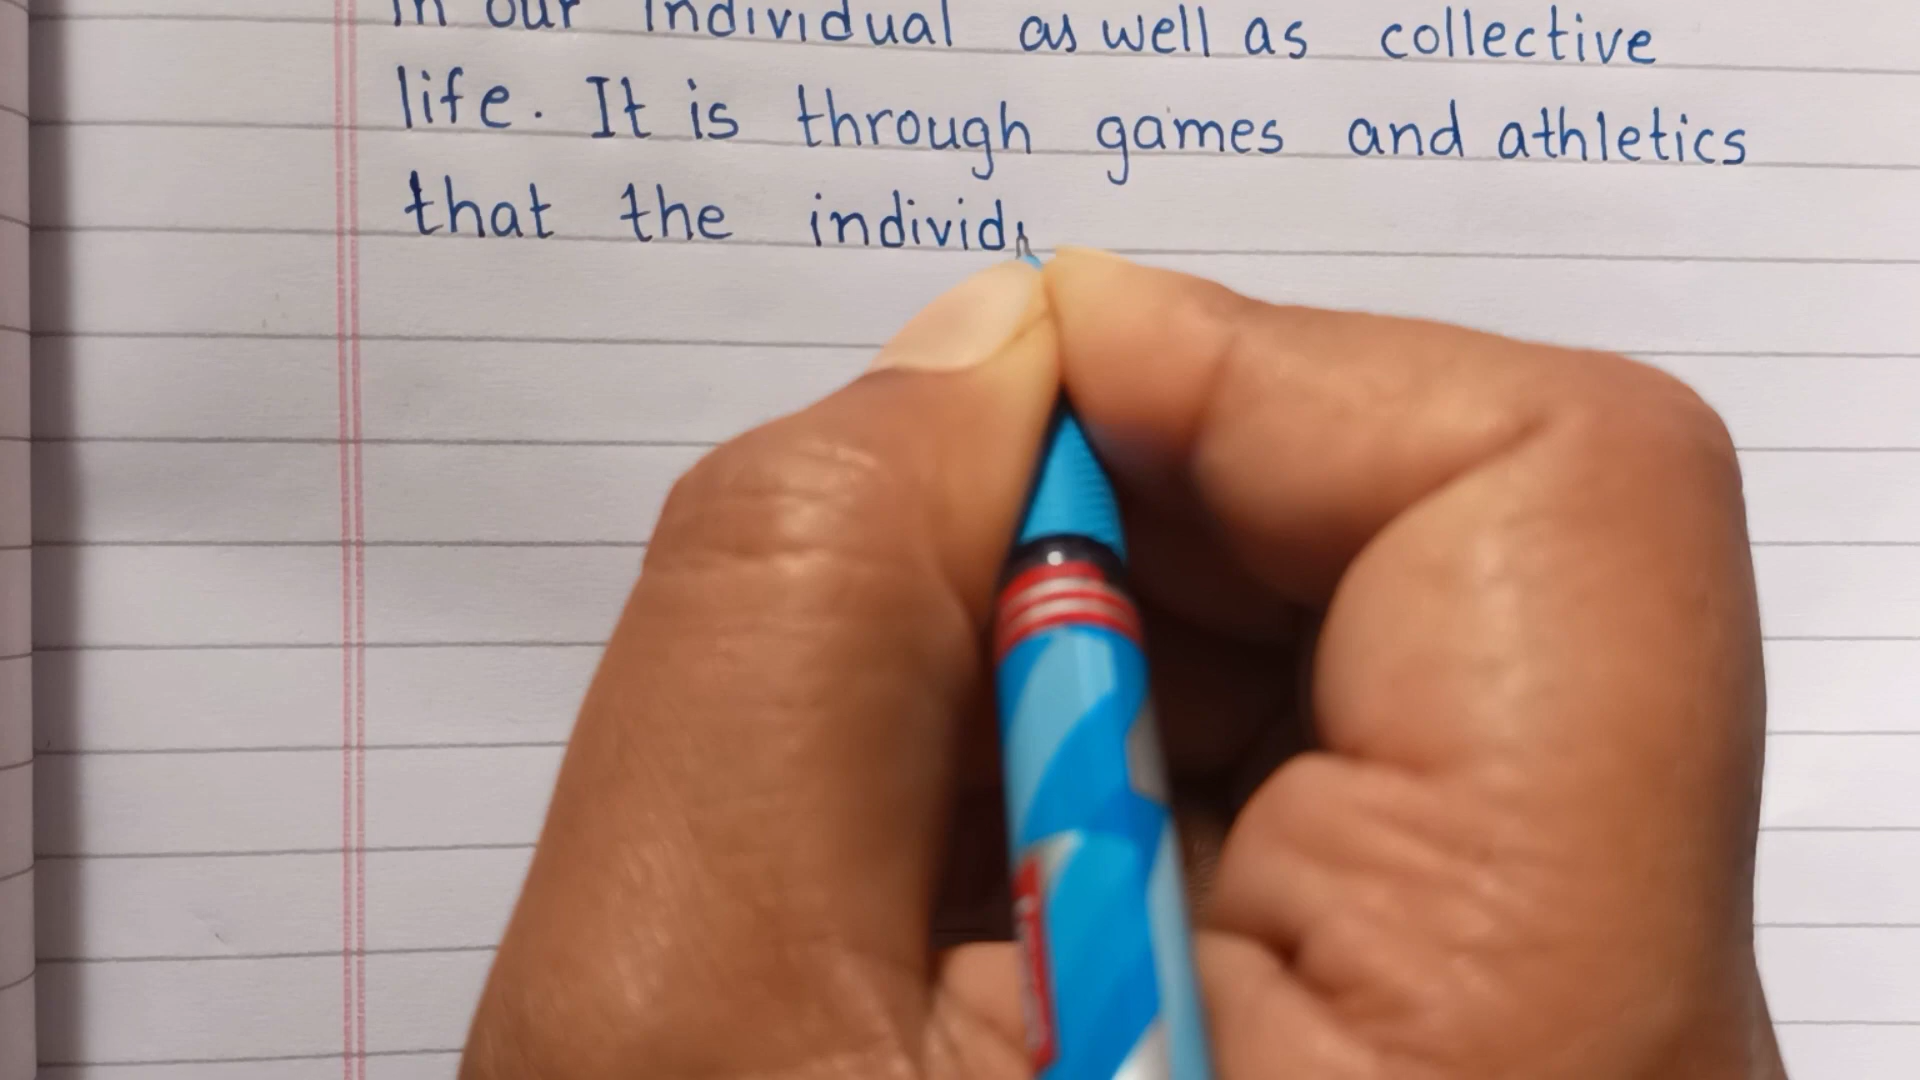 in our individual as well as collective
life. It is through games and athletics
that the individ